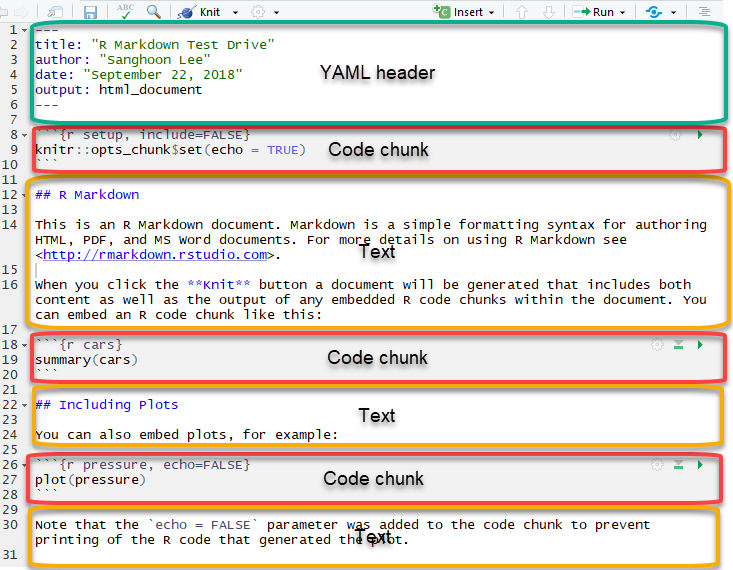 Knit
Insert
Run
1 ---
2 title: "R Markdown Test Drive"
3 author: "Sanghoon Lee"
4 date: "September 22, 2018"
YAML header
5 output: html_document
6 ---
7
8 ```{r setup, include=FALSE}
9 knitr::opts_chunk$set(echo = TRUE)
Code chunk
10 ```
11
12 ## R Markdown
13
14 This is an R Markdown document. Markdown is a simple formatting syntax for authoring
HTML, PDF, and MS Word documents. For more details on using R Markdown see
<http://rmarkdown.rstudio.com>.
Text
15
16 When you click the **Knit** button a document will be generated that includes both
content as well as the output of any embedded R code chunks within the document. You
can embed an R code chunk like this:
17
18 ```{r cars}
19 summary(cars)
Code chunk
20 ```
21
22 ## Including Plots
Text
23
24 You can also embed plots, for example:
25
26 ```{r pressure, echo=FALSE}
27 plot(pressure)
Code chunk
28 ```
29
30 Note that the `echo = FALSE` parameter was added to the code chunk to prevent
printing of the R code that generated the plot.
Text
31